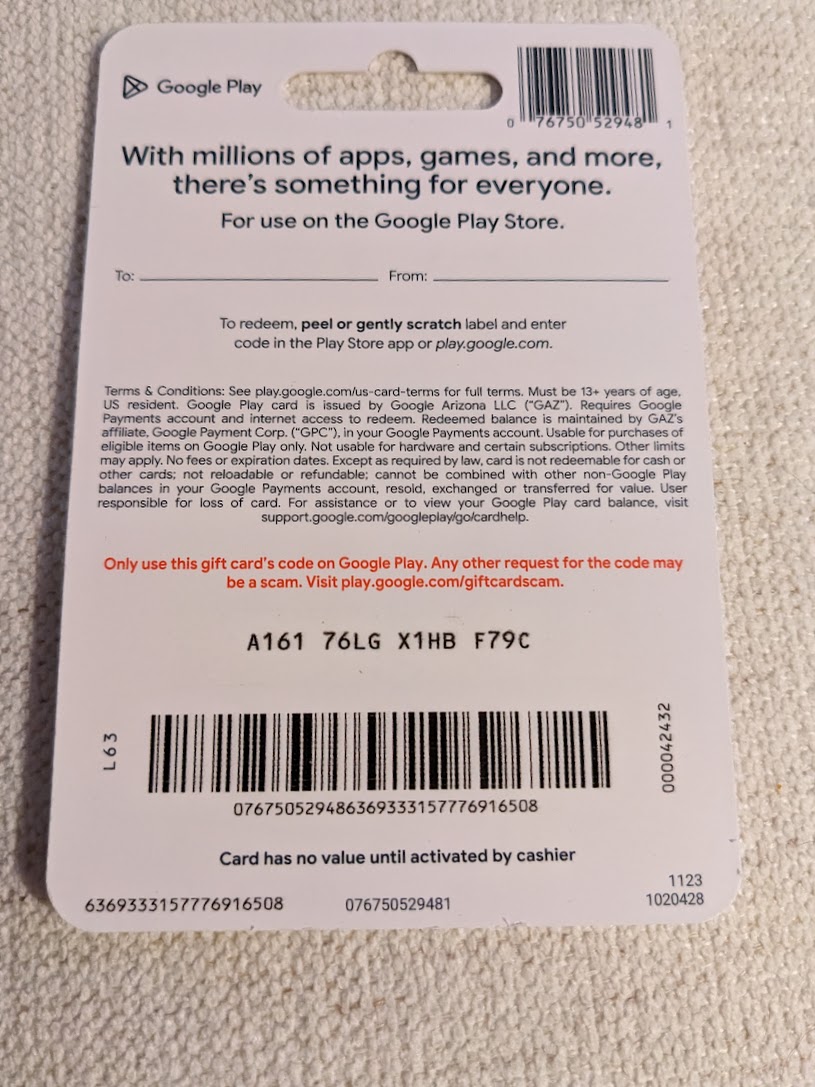 Google Play
0 76750 52948 1
With millions of apps, games, and more,
there's something for everyone.
For use on the Google Play Store.
To: From:
To redeem, peel or gently scratch label and enter
code in the Play Store app or play.google.com.
Terms & Conditions: See play.google.com/us-card-terms for full terms. Must be 13+ years of age,
US resident. Google Play card is issued by Google Arizona LLC ("GAZ"). Requires Google
Payments account and internet access to redeem. Redeemed balance is maintained by GAZ's
affiliate, Google Payment Corp. ("GPC"), in your Google Payments account. Usable for purchases of
eligible items on Google Play only. Not usable for hardware and certain subscriptions. Other limits
may apply. No fees or expiration dates. Except as required by law, card is not redeemable for cash or
other cards; not reloadable or refundable; cannot be combined with other non-Google Play
balances in your Google Payments account, resold, exchanged or transferred for value. User
responsible for loss of card. For assistance or to view your Google Play card balance, visit
support.google.com/googleplay/go/cardhelp.
Only use this gift card's code on Google Play. Any other request for the code may
be a scam. Visit play.google.com/giftcardscam.
A161 76LG X1HB F79C
L63
000042432
076750529486369333157776916508
Card has no value until activated by cashier
6369333157776916508
076750529481
1123
1020428